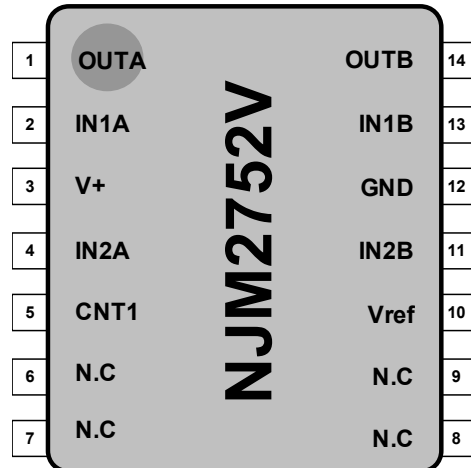 1 OUTA OUTB 14
2 IN1A IN1B 13
3 V+ GND 12
4 IN2A IN2B 11
5 CNT1 Vref 10
6 N.C N.C 9
7 N.C N.C 8
NJM2752V